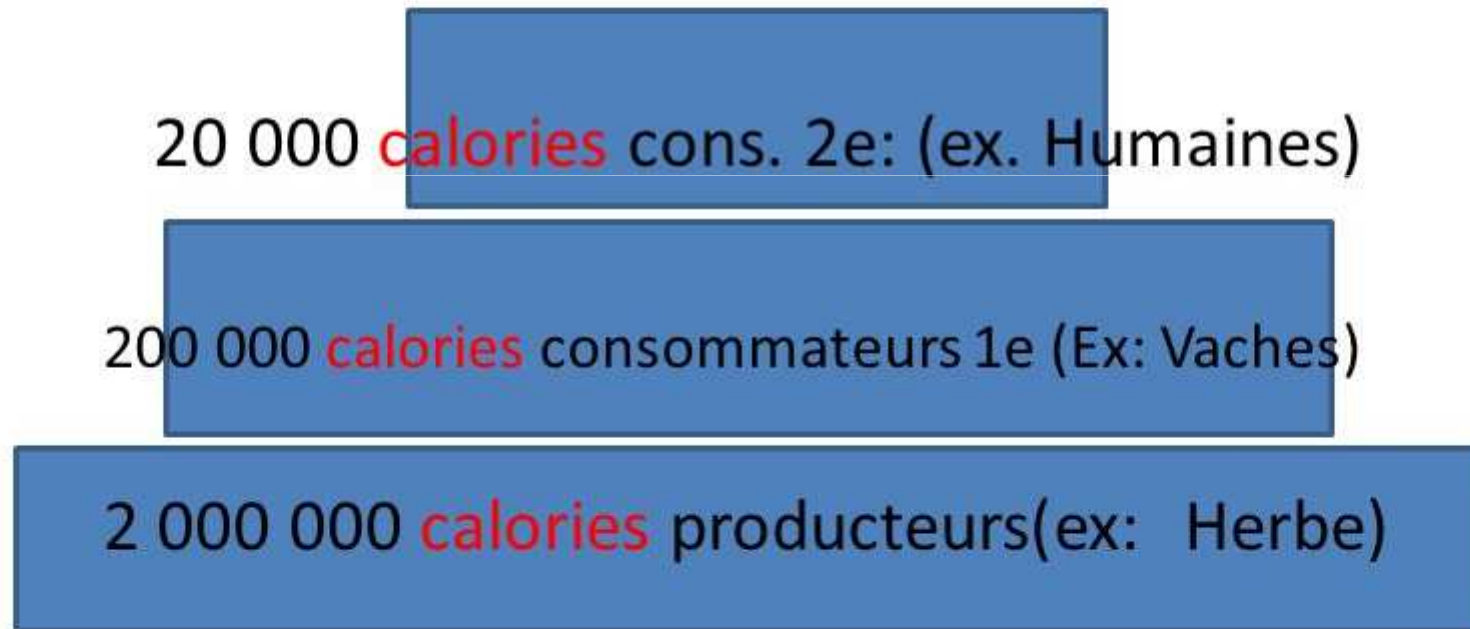 20 000 calories cons. 2e: (ex. Humaines)
200 000 calories consommateurs 1e (Ex: Vaches)
2 000 000 calories producteurs(ex: Herbe)